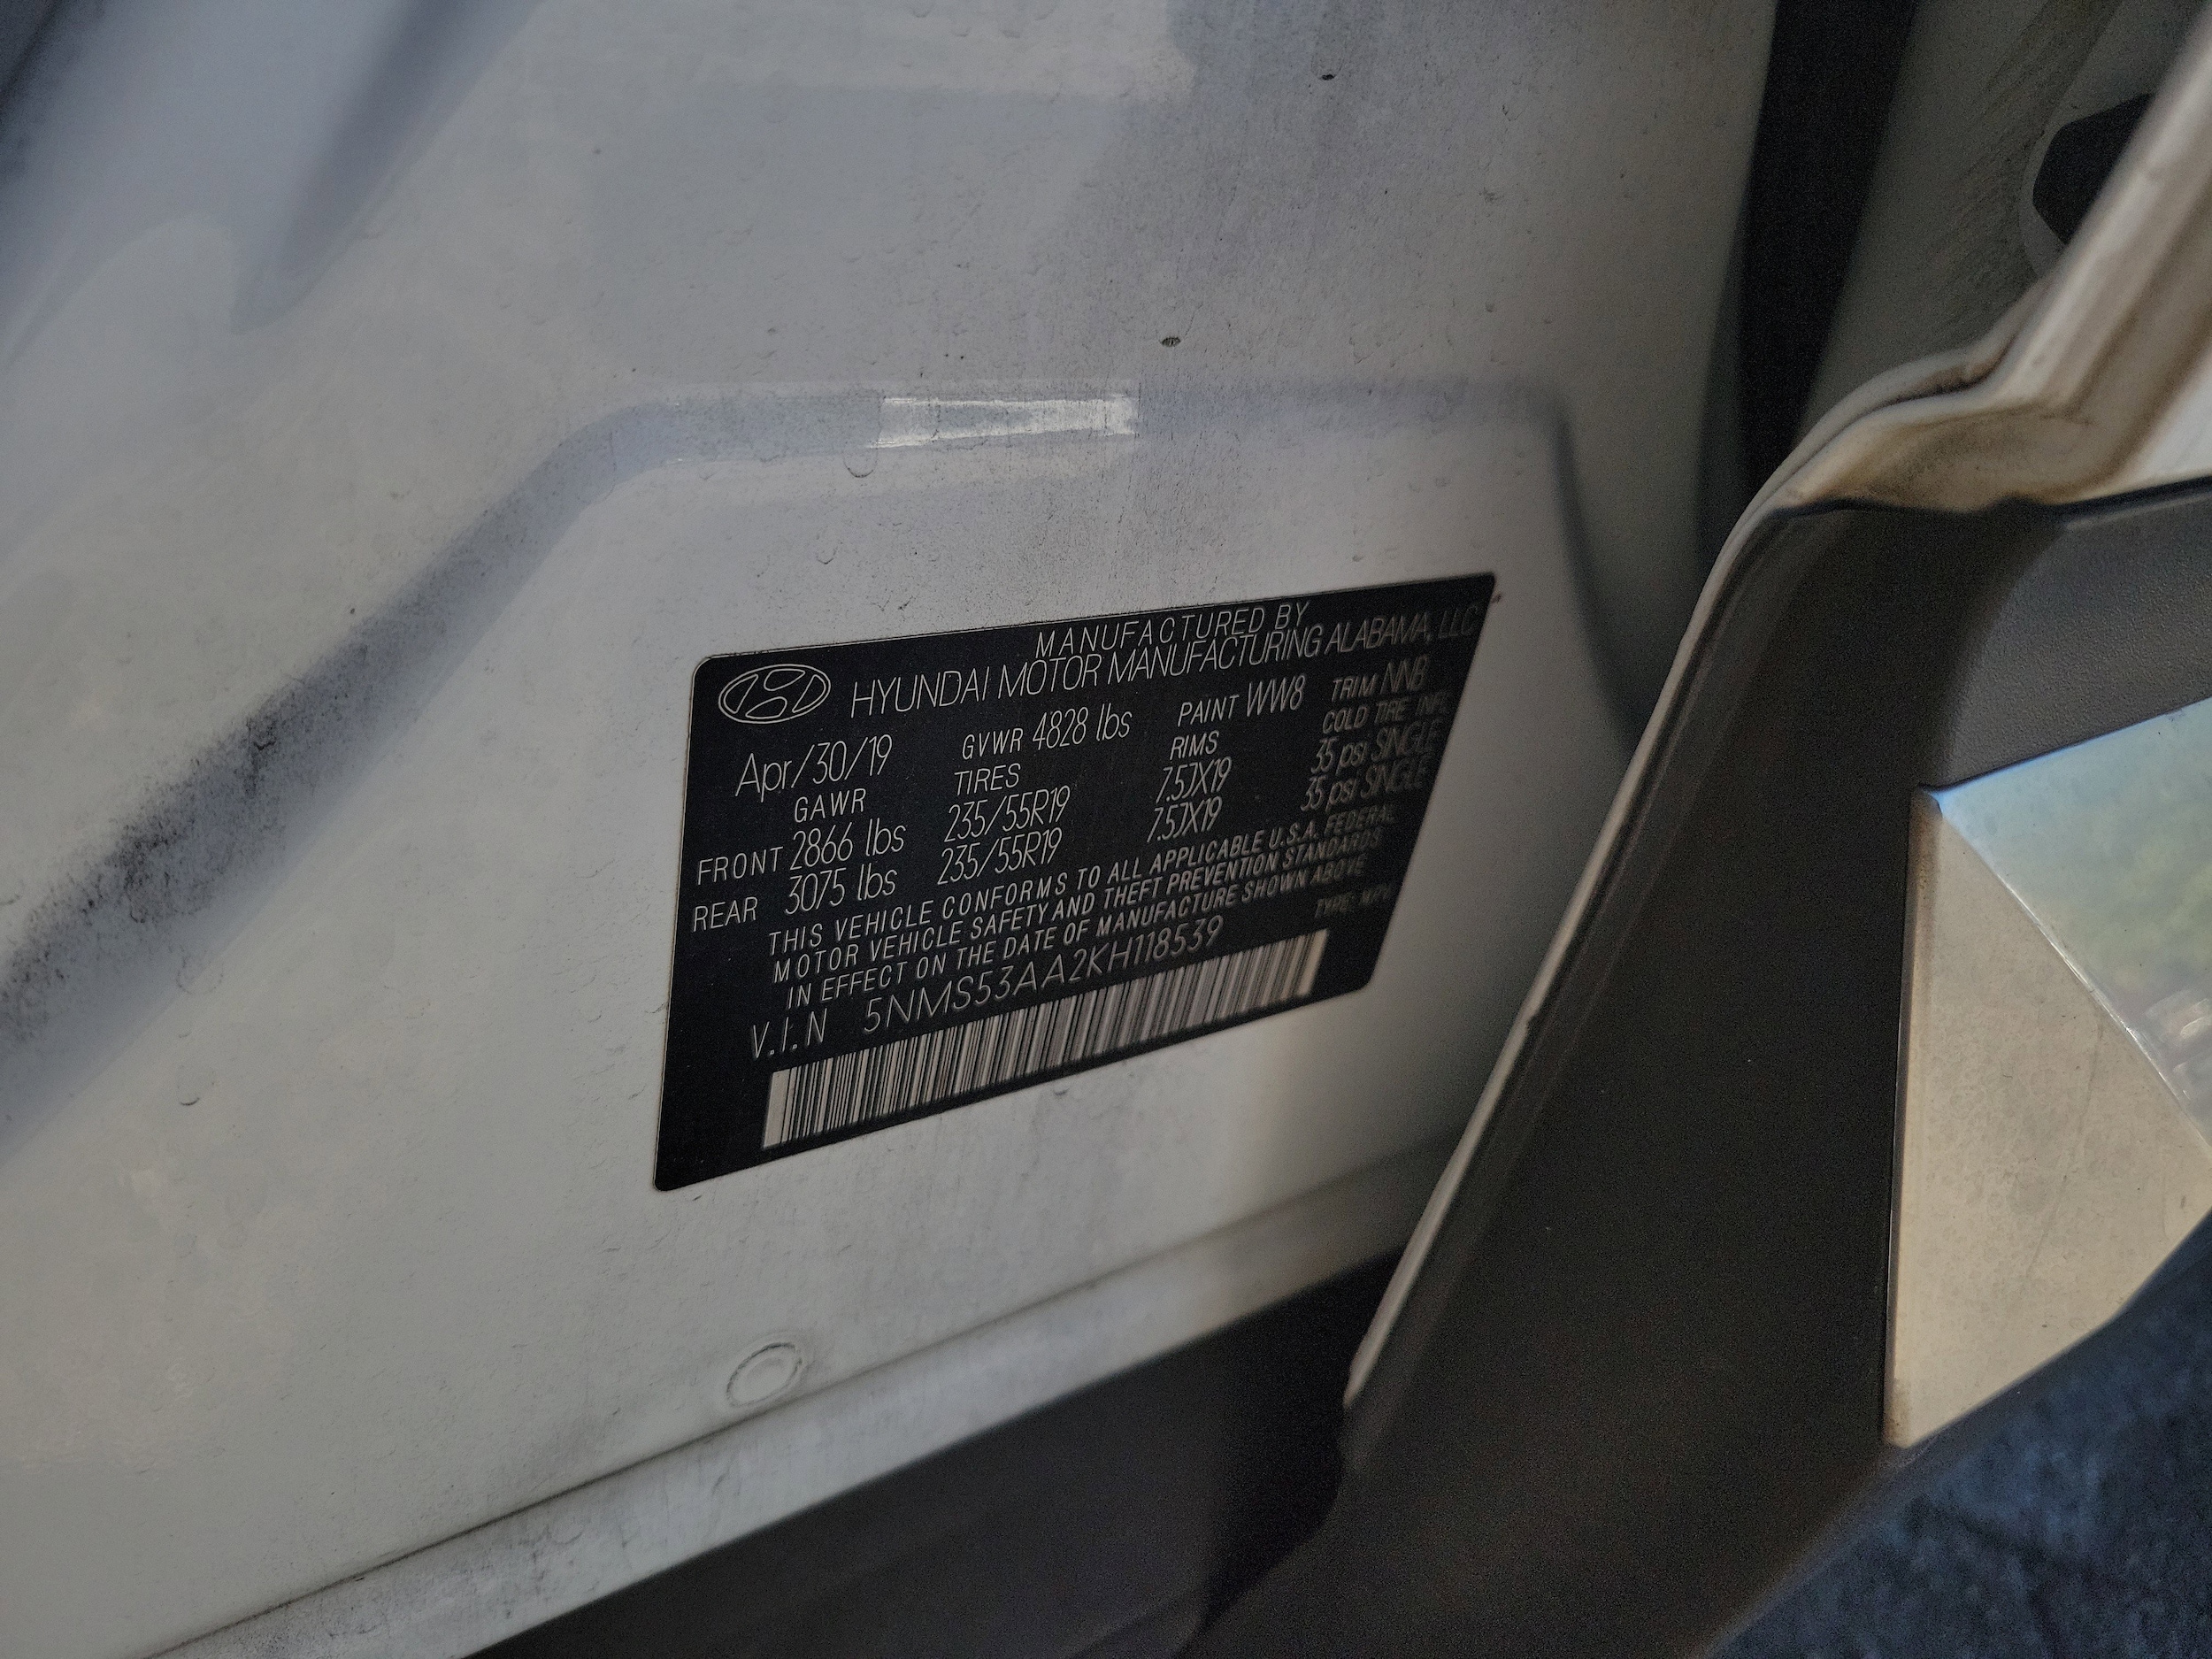 MANUFACTURED BY
HYUNDAI MOTOR MANUFACTURING ALABAMA, LLC
Apr/30/19 GVWR 4828 lbs PAINT WW8 TRIM NNB
GAWR TIRES RIMS COLD TIRE INFL
FRONT 2866 lbs 235/55R19 7.5JX19 35 psi SINGLE
REAR 3075 lbs 235/55R19 7.5JX19 35 psi SINGLE
THIS VEHICLE CONFORMS TO ALL APPLICABLE U.S.A. FEDERAL
MOTOR VEHICLE SAFETY AND THEFT PREVENTION STANDARDS
IN EFFECT ON THE DATE OF MANUFACTURE SHOWN ABOVE
V.I.N 5NMS53AA2KH118539 TYPE: MPV